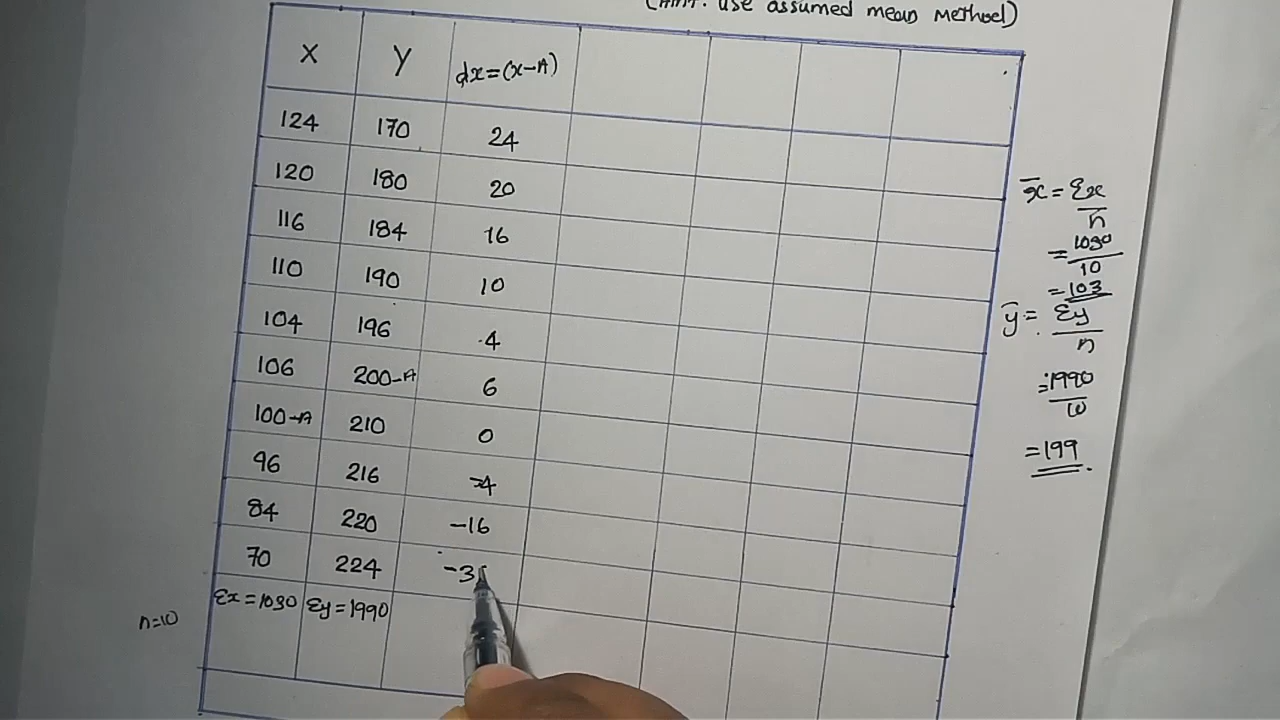 use assumed mean method)
X Y dx=(x-A)
124 170 24
120 180 20
116 184 16
110 190 10
104 196 4
106 200-A 6
100-A 210 0
96 216 -4
84 220 -16
70 224 -3
Σx=1030 Σy=1990
n=10
x̄ = Σx
n
= 1030
10
= 103
ȳ = Σy
n
= 1990
10
= 199